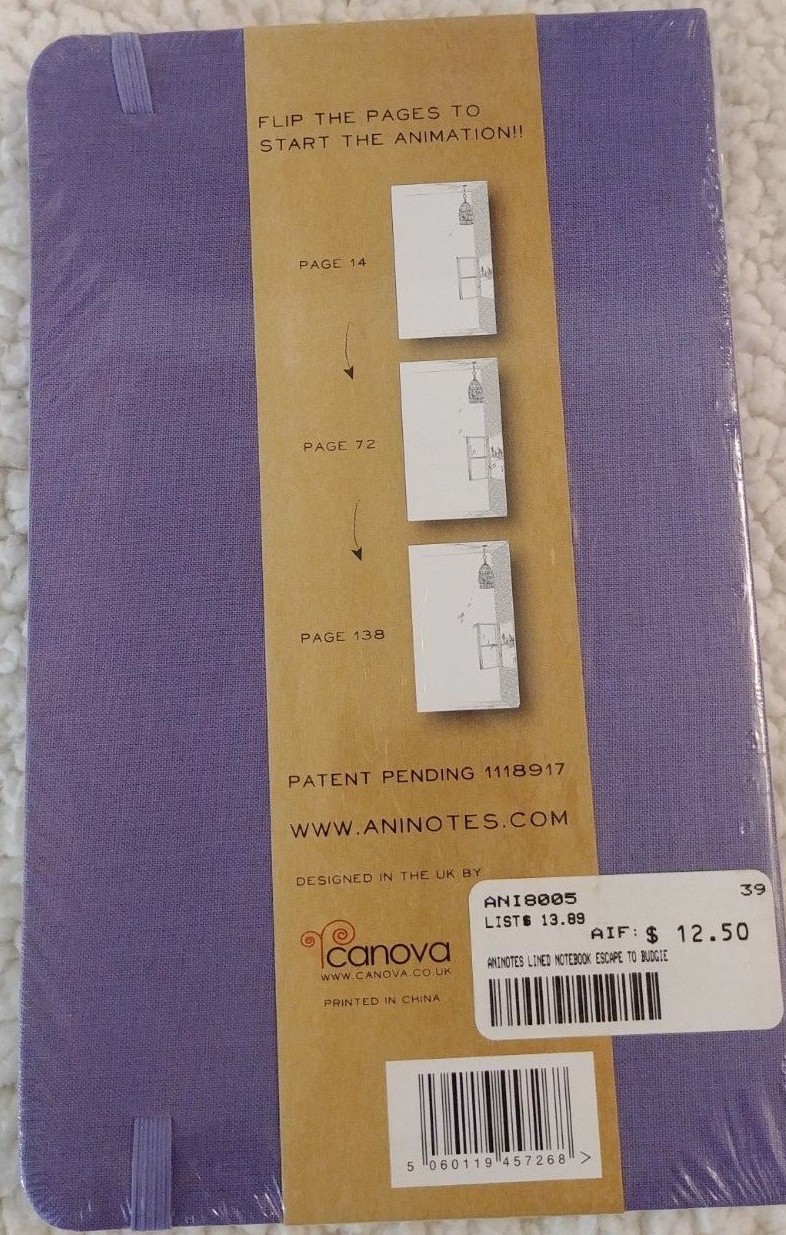 FLIP THE PAGES TO
START THE ANIMATION!!
PAGE 14
PAGE 72
PAGE 138
PATENT PENDING 1118917
WWW.ANINOTES.COM
DESIGNED IN THE UK BY
canova
WWW.CANOVA.CO.UK
PRINTED IN CHINA
ANI8005 39
LIST$ 13.89 AIF: $ 12.50
ANINOTES LINED NOTEBOOK ESCAPE TO BUDGIE
5 060119 457268 >